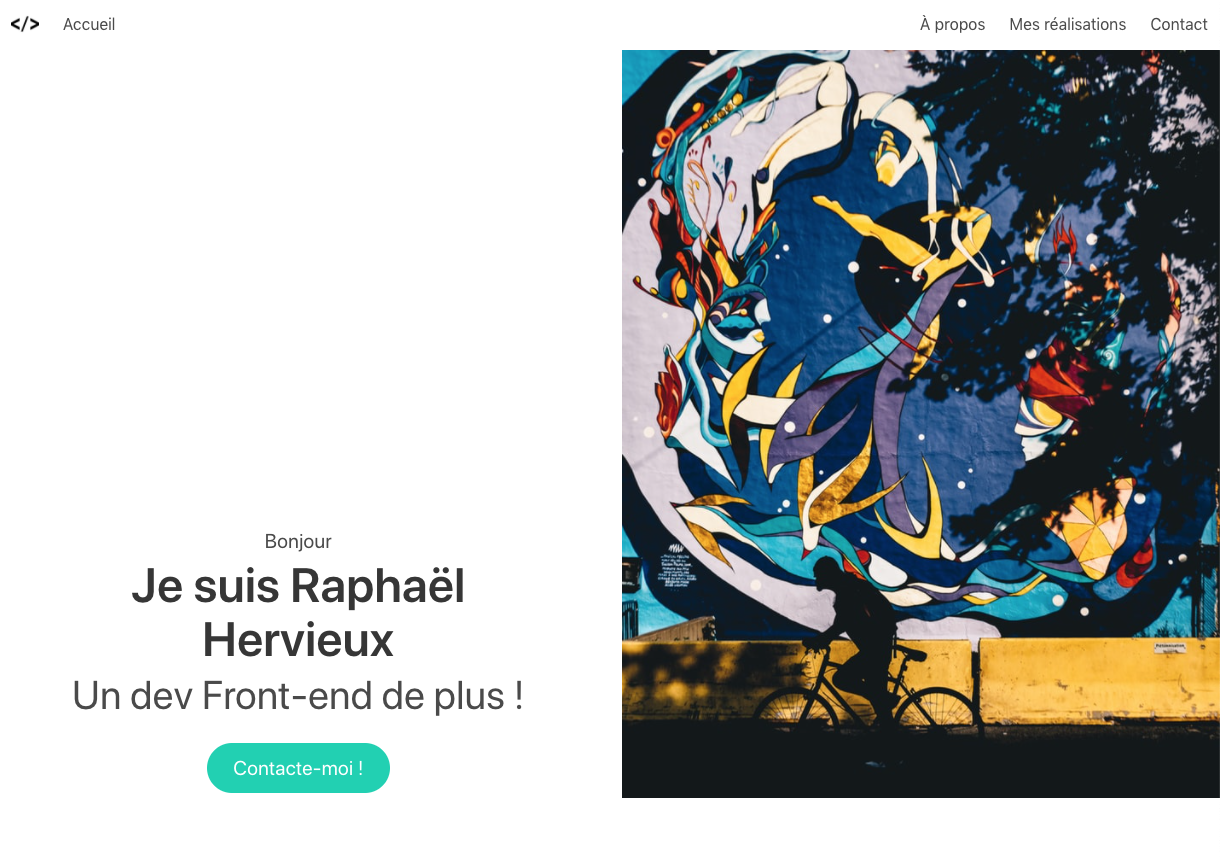 </> Accueil À propos Mes réalisations Contact
Bonjour
Je suis Raphaël
Hervieux
Un dev Front-end de plus !
Contacte-moi !